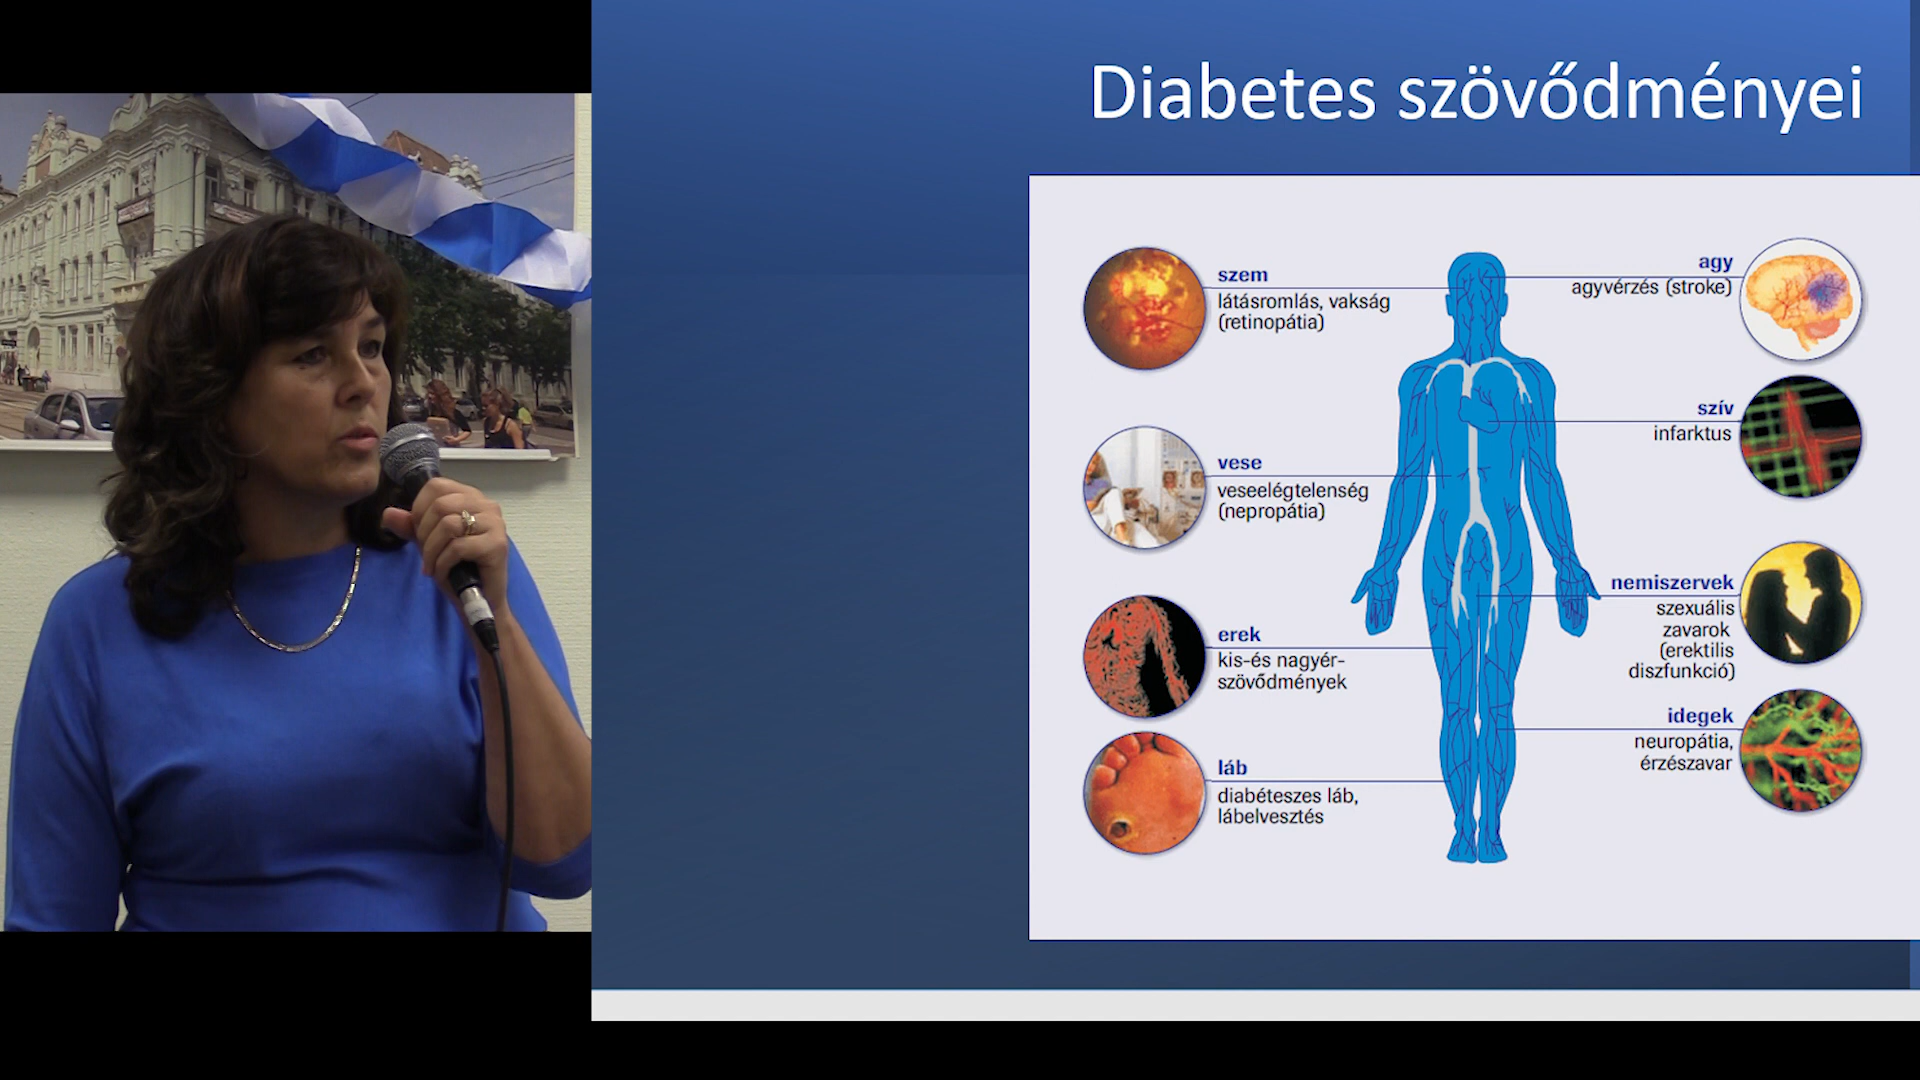 Diabetes szövődményei
szem
látásromlás, vakság
(retinopátia)
vese
veseelégtelenség
(nepropátia)
erek
kis-és nagyér-
szövődmények
láb
diabéteszes láb,
lábelvesztés
agy
agyvérzés (stroke)
szív
infarktus
nemiszervek
szexuális
zavarok
(erektilis
diszfunkció)
idegek
neuropátia,
érzészavar